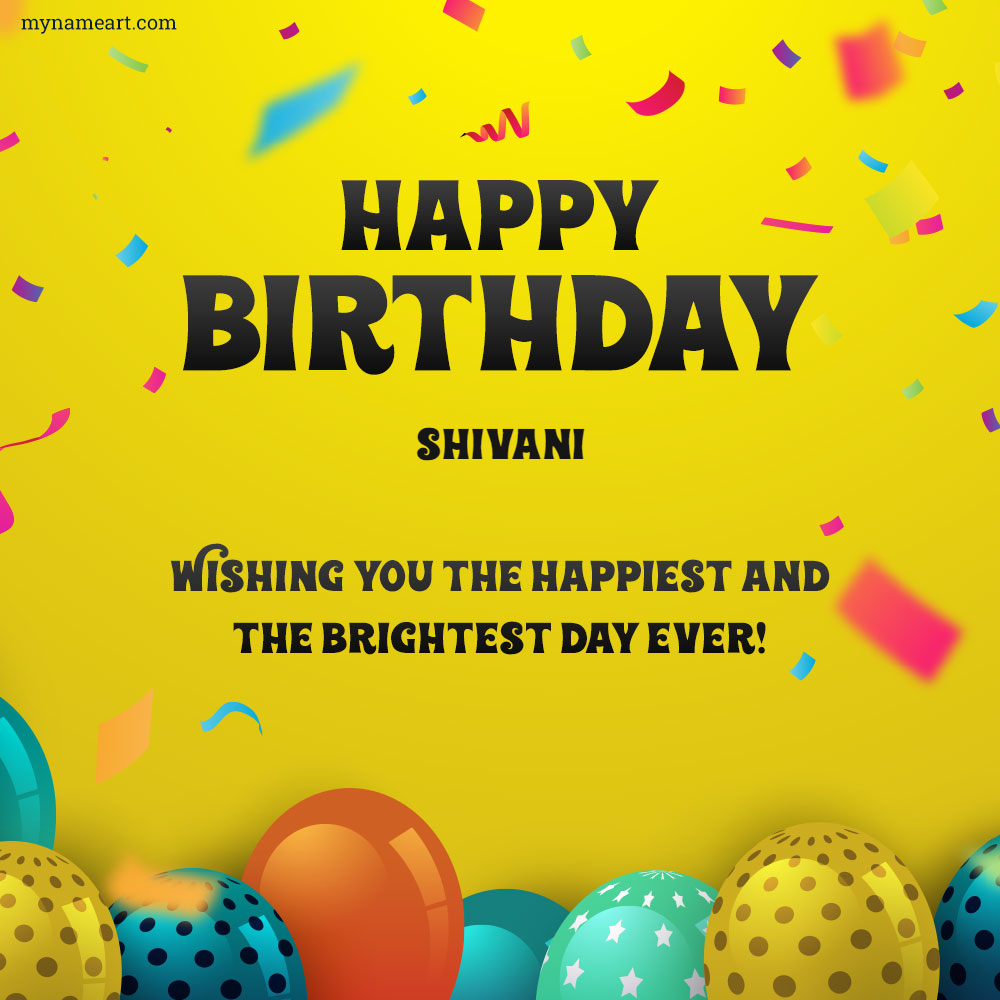 mynameart.com
HAPPY
BIRTHDAY
SHIVANI
WISHING YOU THE HAPPIEST AND
THE BRIGHTEST DAY EVER!